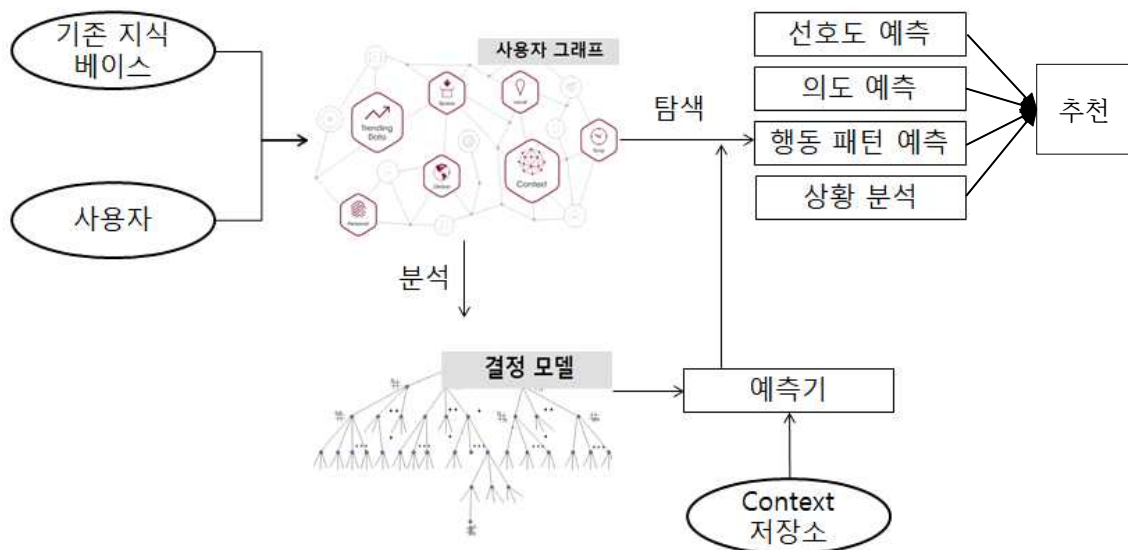 기존 지식
베이스
사용자
사용자 그래프
Trending
Data
Context
Personal
탐색
분석
선호도 예측
의도 예측
행동 패턴 예측
상황 분석
추천
결정 모델
예측기
Context
저장소